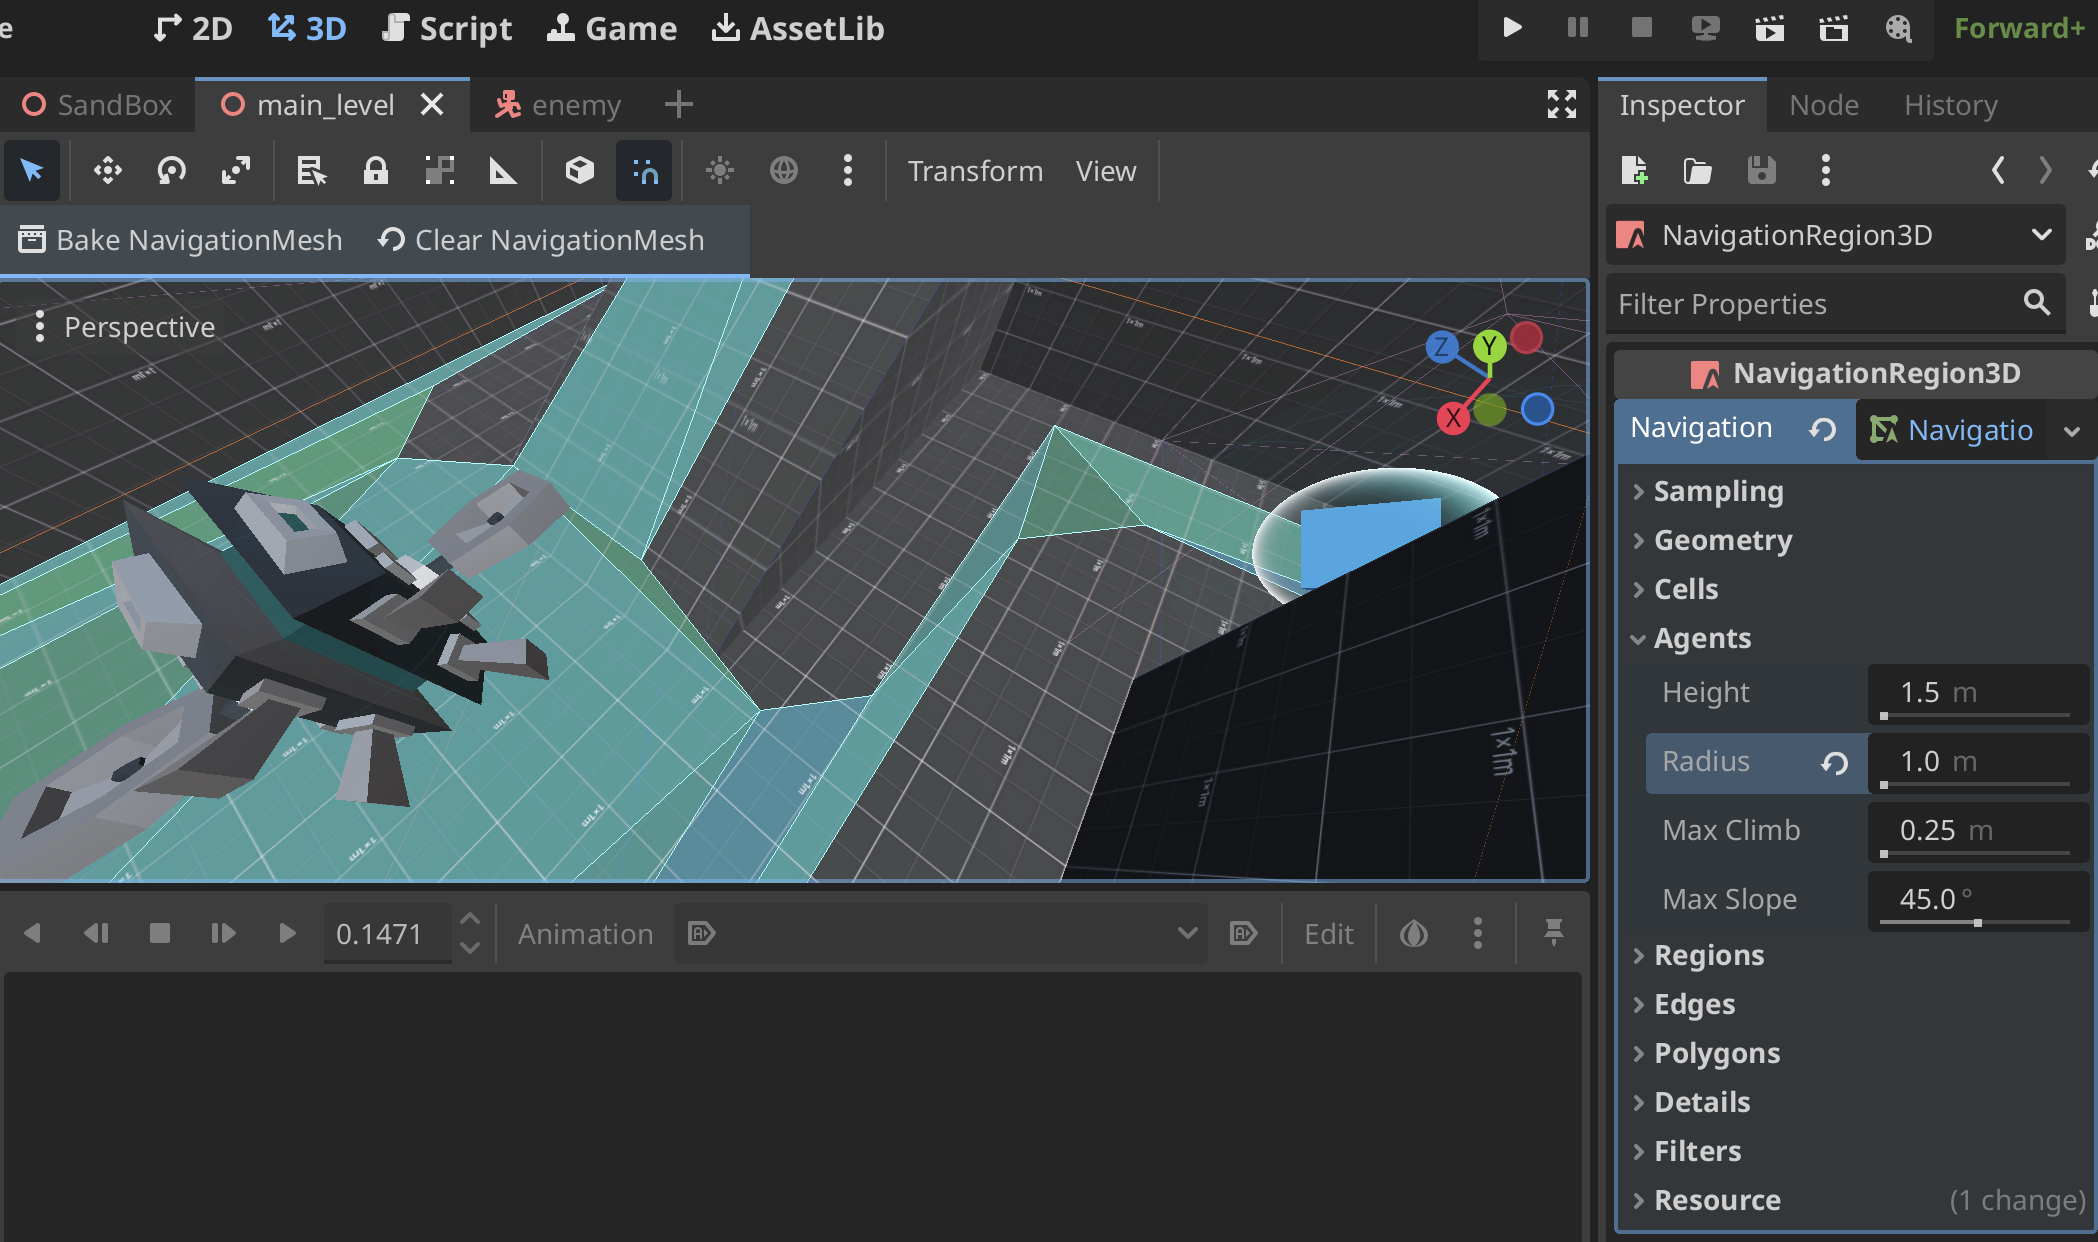 e 2D 3D Script Game AssetLib Forward+
SandBox main_level enemy
Inspector Node History
Transform View
Bake NavigationMesh Clear NavigationMesh
NavigationRegion3D
Perspective
Filter Properties
Z Y X
1x1m
NavigationRegion3D
Navigation Navigatio
Sampling
Geometry
Cells
Agents
Height 1.5 m
Radius 1.0 m
Max Climb 0.25 m
Max Slope 45.0 °
0.1471 Animation Edit
Regions
Edges
Polygons
Details
Filters
Resource (1 change)